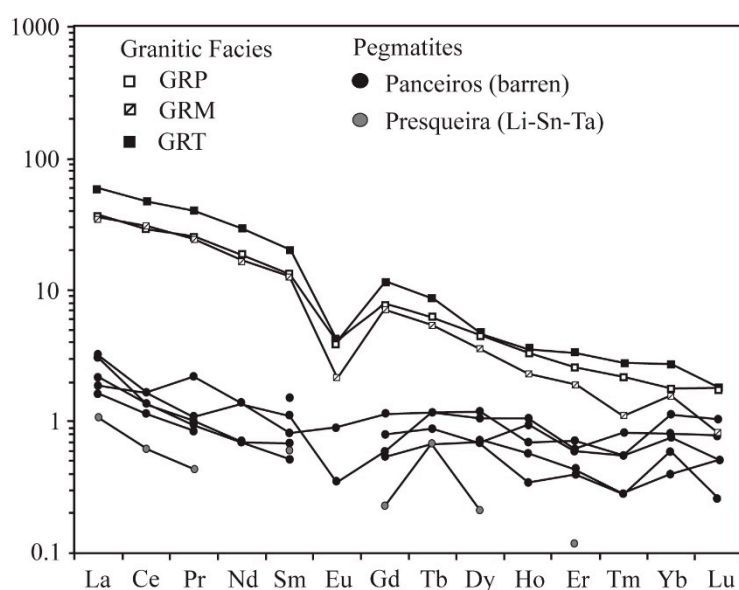 1000
100
10
1
0.1
Granitic Facies
GRP
GRM
GRT
Pegmatites
Panceiros (barren)
Presqueira (Li-Sn-Ta)
La Ce Pr Nd Sm Eu Gd Tb Dy Ho Er Tm Yb Lu